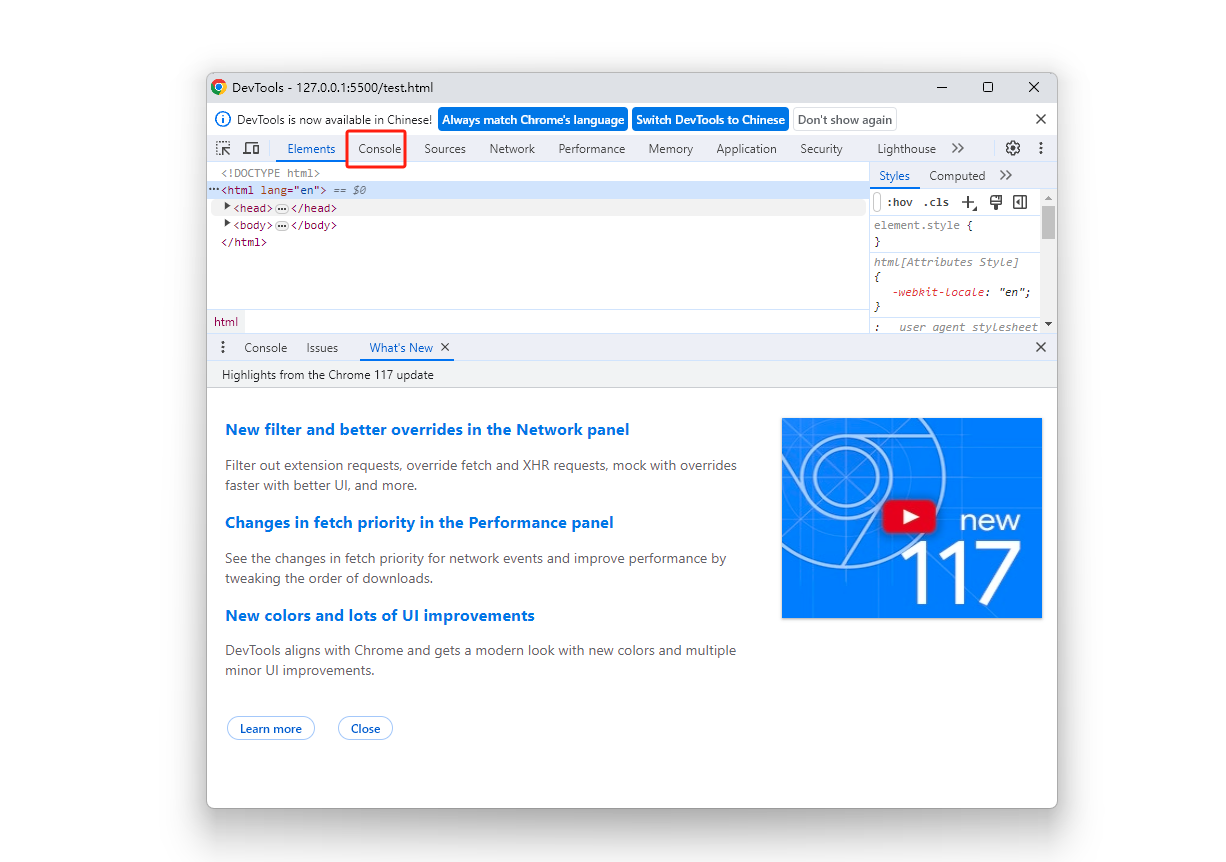 DevTools - 127.0.0.1:5500/test.html
DevTools is now available in Chinese! Always match Chrome's language Switch DevTools to Chinese Don't show again
Elements Console Sources Network Performance Memory Application Security Lighthouse
<!DOCTYPE html>
<html lang="en"> == $0
<head> … </head>
<body> … </body>
</html>
html
Styles Computed
:hov .cls
element.style {
}
html[Attributes Style]
{
-webkit-locale: "en";
}
: user agent stylesheet
Console Issues What's New
Highlights from the Chrome 117 update
New filter and better overrides in the Network panel
Filter out extension requests, override fetch and XHR requests, mock with overrides
faster with better UI, and more.
Changes in fetch priority in the Performance panel
See the changes in fetch priority for network events and improve performance by
tweaking the order of downloads.
New colors and lots of UI improvements
DevTools aligns with Chrome and gets a modern look with new colors and multiple
minor UI improvements.
Learn more Close
new
117